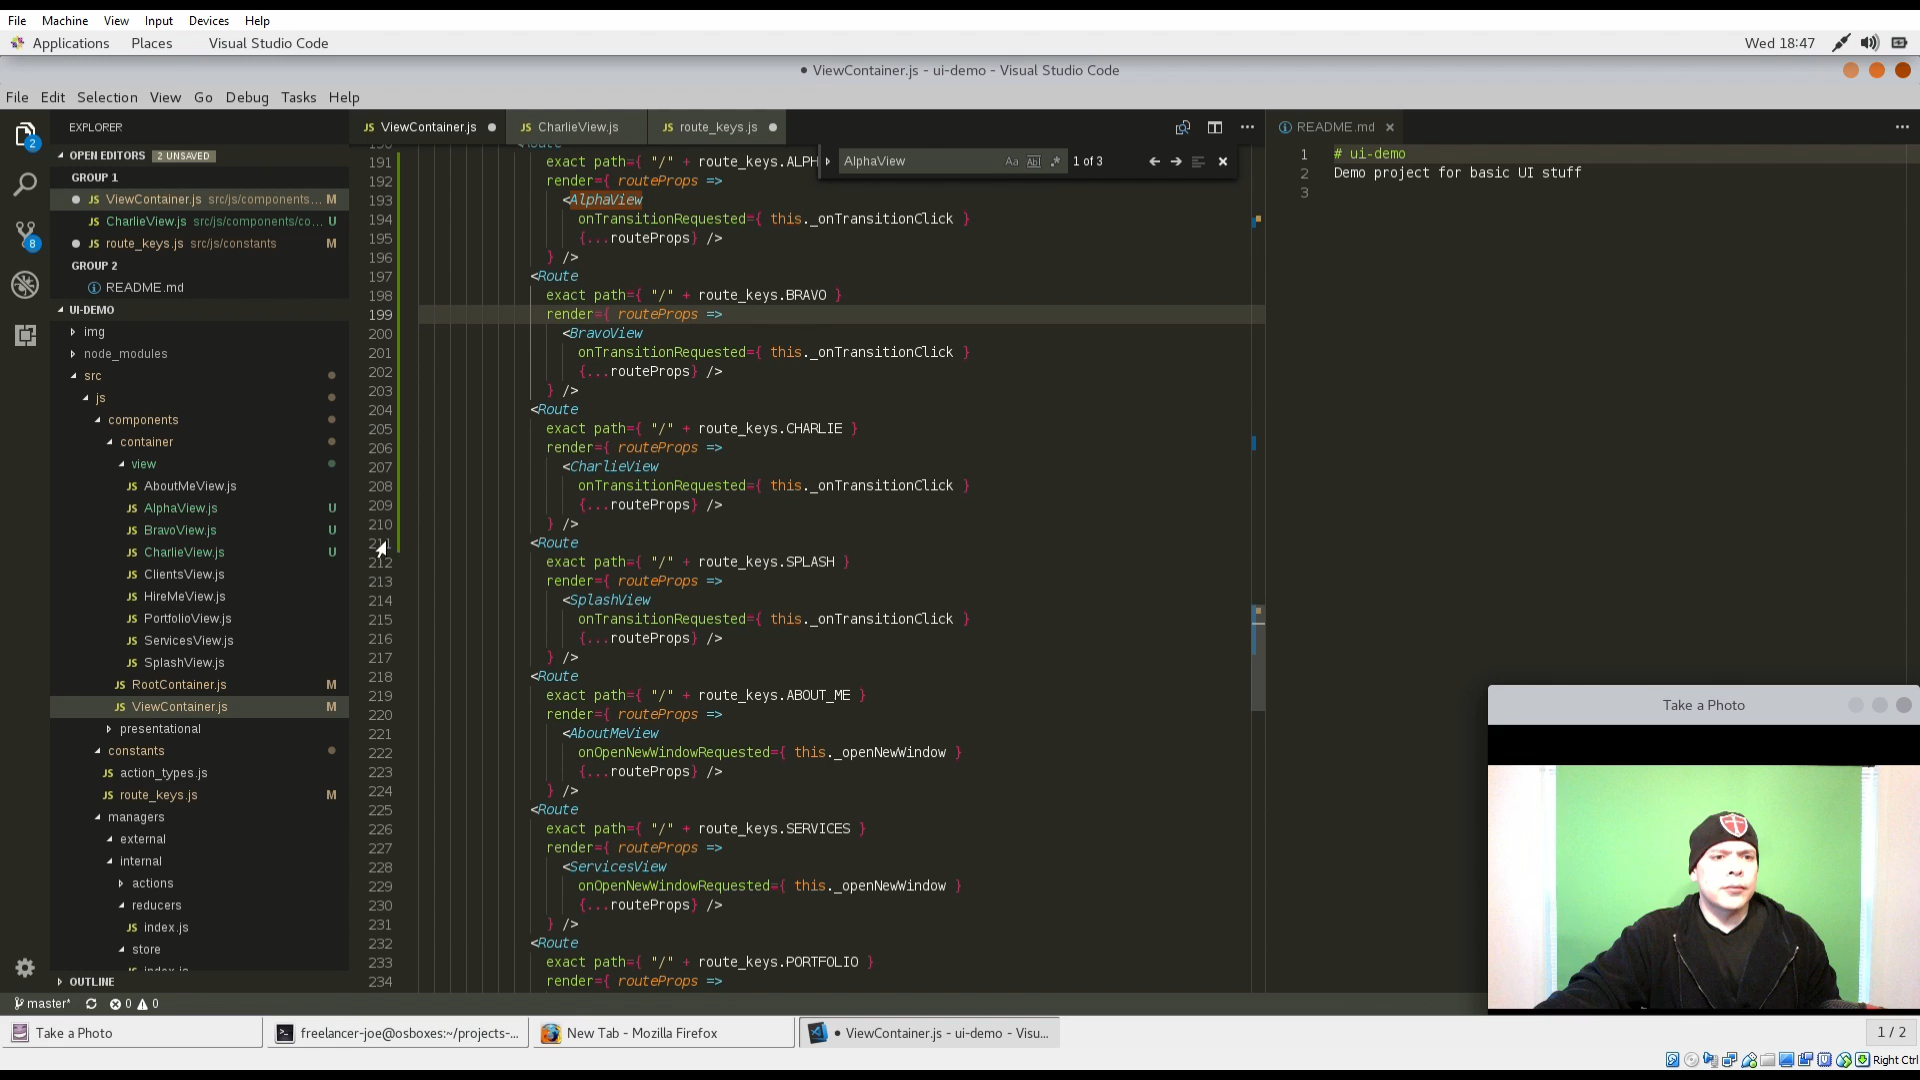 File Machine View Input Devices Help
Applications Places Visual Studio Code Wed 18:47
● ViewContainer.js - ui-demo - Visual Studio Code
File Edit Selection View Go Debug Tasks Help
EXPLORER
OPEN EDITORS 2 UNSAVED
GROUP 1
JS ViewContainer.js src/js/components... M
JS CharlieView.js src/js/components/co... U
JS route_keys.js src/js/constants M
GROUP 2
README.md
UI-DEMO
img
node_modules
src
js
components
container
view
JS AboutMeView.js
JS AlphaView.js U
JS BravoView.js U
JS CharlieView.js U
JS ClientsView.js
JS HireMeView.js
JS PortfolioView.js
JS ServicesView.js
JS SplashView.js
JS RootContainer.js M
JS ViewContainer.js M
presentational
constants
JS action_types.js
JS route_keys.js M
managers
external
internal
actions
reducers
JS index.js
store
OUTLINE
2
8
JS ViewContainer.js ● JS CharlieView.js JS route_keys.js ●
AlphaView Aa Abl .* 1 of 3
191 exact path={ "/" + route_keys.ALPH
192 render={ routeProps =>
193 <AlphaView
194 onTransitionRequested={ this._onTransitionClick }
195 {...routeProps} />
196 } />
197 <Route
198 exact path={ "/" + route_keys.BRAVO }
199 render={ routeProps =>
200 <BravoView
201 onTransitionRequested={ this._onTransitionClick }
202 {...routeProps} />
203 } />
204 <Route
205 exact path={ "/" + route_keys.CHARLIE }
206 render={ routeProps =>
207 <CharlieView
208 onTransitionRequested={ this._onTransitionClick }
209 {...routeProps} />
210 } />
<Route
212 exact path={ "/" + route_keys.SPLASH }
213 render={ routeProps =>
214 <SplashView
215 onTransitionRequested={ this._onTransitionClick }
216 {...routeProps} />
217 } />
218 <Route
219 exact path={ "/" + route_keys.ABOUT_ME }
220 render={ routeProps =>
221 <AboutMeView
222 onOpenNewWindowRequested={ this._openNewWindow }
223 {...routeProps} />
224 } />
225 <Route
226 exact path={ "/" + route_keys.SERVICES }
227 render={ routeProps =>
228 <ServicesView
229 onOpenNewWindowRequested={ this._openNewWindow }
230 {...routeProps} />
231 } />
232 <Route
233 exact path={ "/" + route_keys.PORTFOLIO }
234 render={ routeProps =>
README.md
1 # ui-demo
2 Demo project for basic UI stuff
3
Take a Photo
master* 0 0
Take a Photo freelancer-joe@osboxes:~/projects-... New Tab - Mozilla Firefox ● ViewContainer.js - ui-demo - Visu... 1 / 2
Right Ctrl